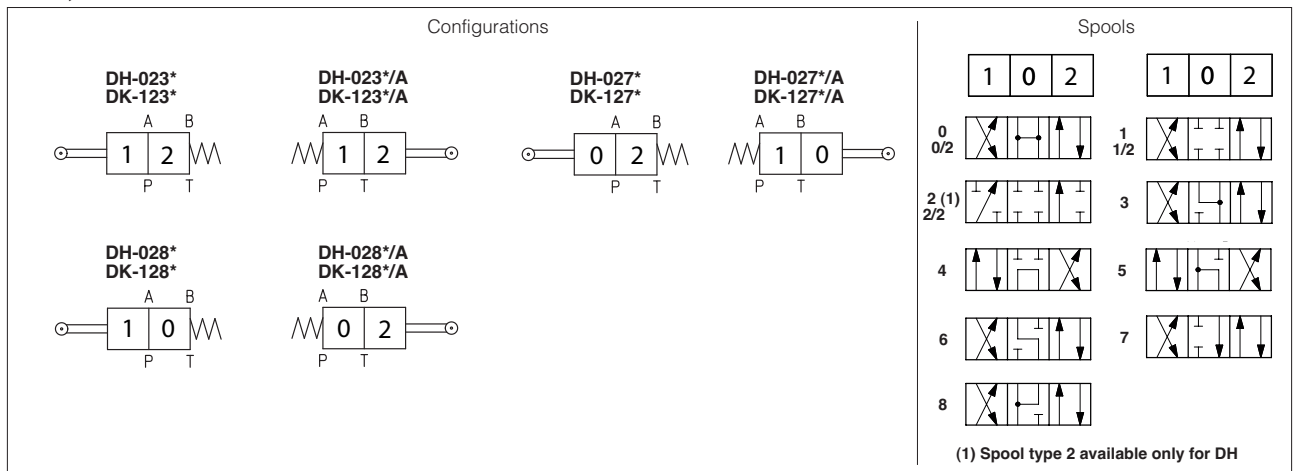 Configurations
Spools
DH-023*
DK-123*
DH-023*/A
DK-123*/A
DH-027*
DK-127*
DH-027*/A
DK-127*/A
A B
1 2
P T
A B
1 2
P T
A B
0 2
P T
A B
1 0
P T
DH-028*
DK-128*
DH-028*/A
DK-128*/A
A B
1 0
P T
A B
0 2
P T
1 0 2
1 0 2
0
0/2
1
1/2
2 (1)
2/2
3
4
5
6
7
8
(1) Spool type 2 available only for DH